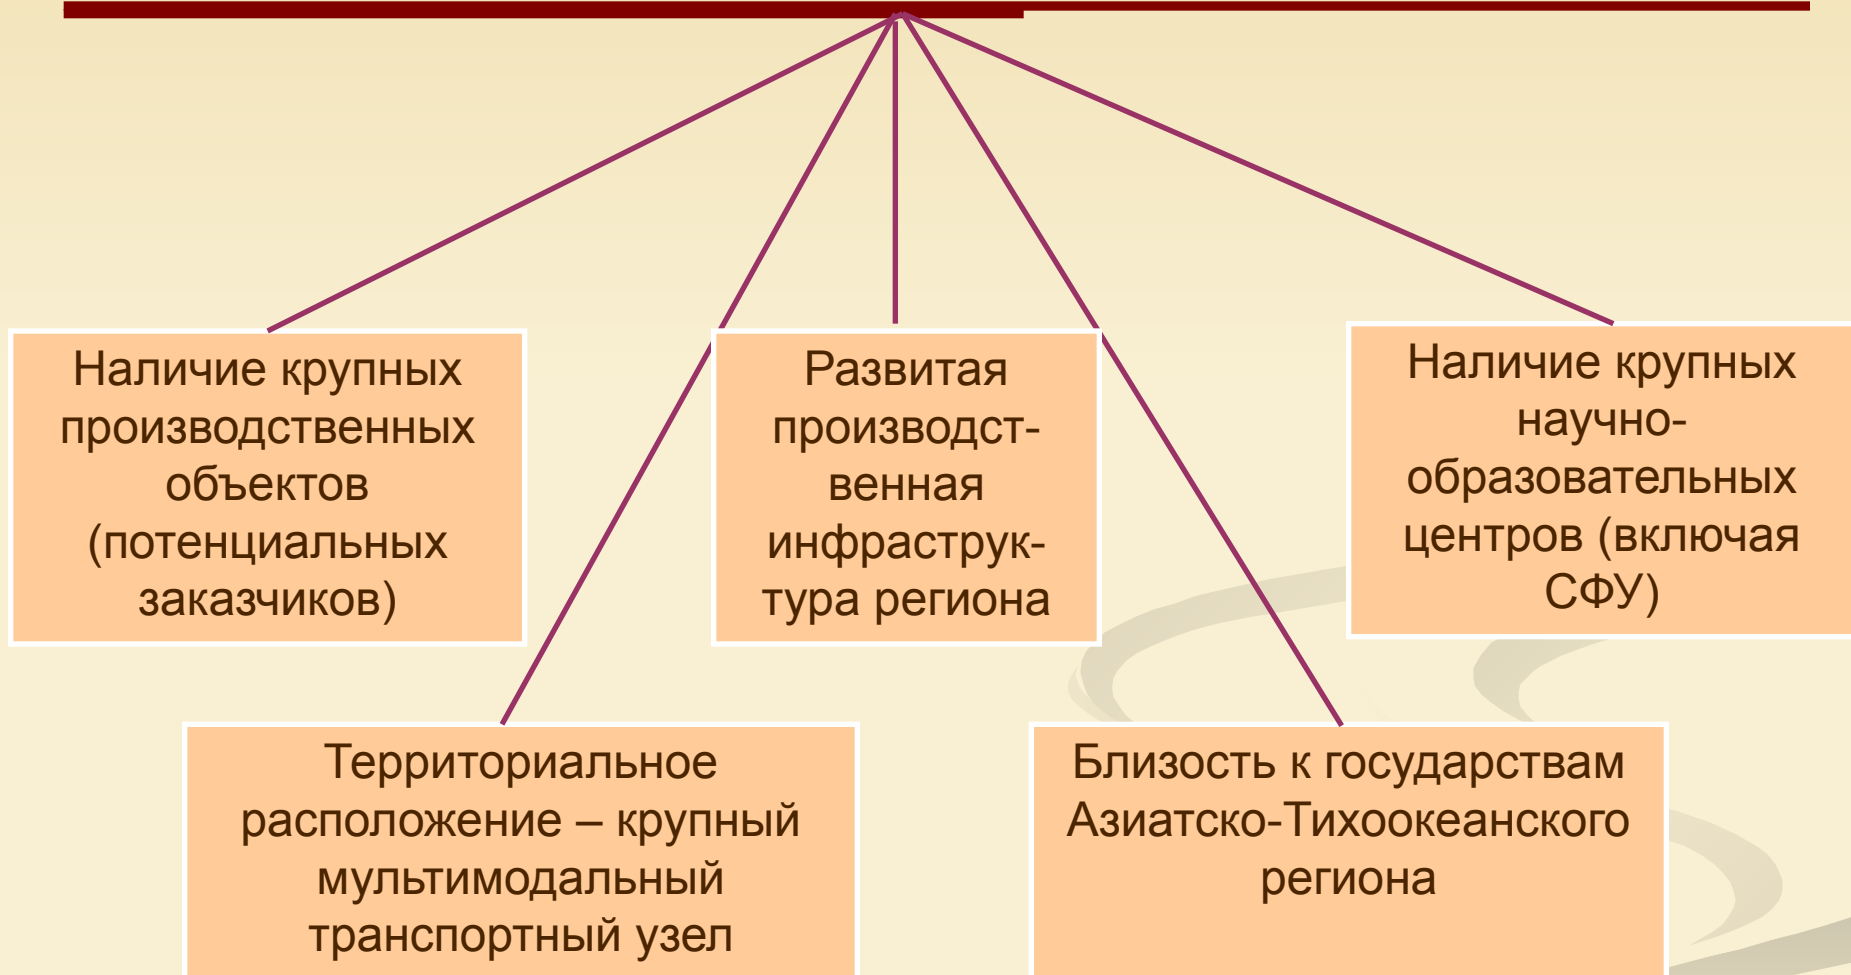 Наличие крупных
производственных
объектов
(потенциальных
заказчиков)
Развитая
производст-
венная
инфраструк-
тура региона
Наличие крупных
научно-
образовательных
центров (включая
СФУ)
Территориальное
расположение – крупный
мультимодальный
транспортный узел
Близость к государствам
Азиатско-Тихоокеанского
региона